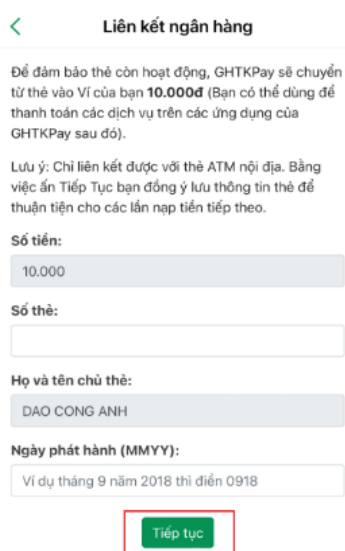 Liên kết ngân hàng
Để đảm bảo thẻ còn hoạt động, GHTKPay sẽ chuyển
từ thẻ vào Ví của bạn 10.000đ (Bạn có thể dùng để
thanh toán các dịch vụ trên các ứng dụng của
GHTKPay sau đó).
Lưu ý: Chỉ liên kết được với thẻ ATM nội địa. Bằng
việc ấn Tiếp Tục bạn đồng ý lưu thông tin thẻ để
thuận tiện cho các lần nạp tiền tiếp theo.
Số tiền:
10.000
Số thẻ:
Họ và tên chủ thẻ:
DAO CONG ANH
Ngày phát hành (MMYY):
Ví dụ tháng 9 năm 2018 thì điền 0918
Tiếp tục